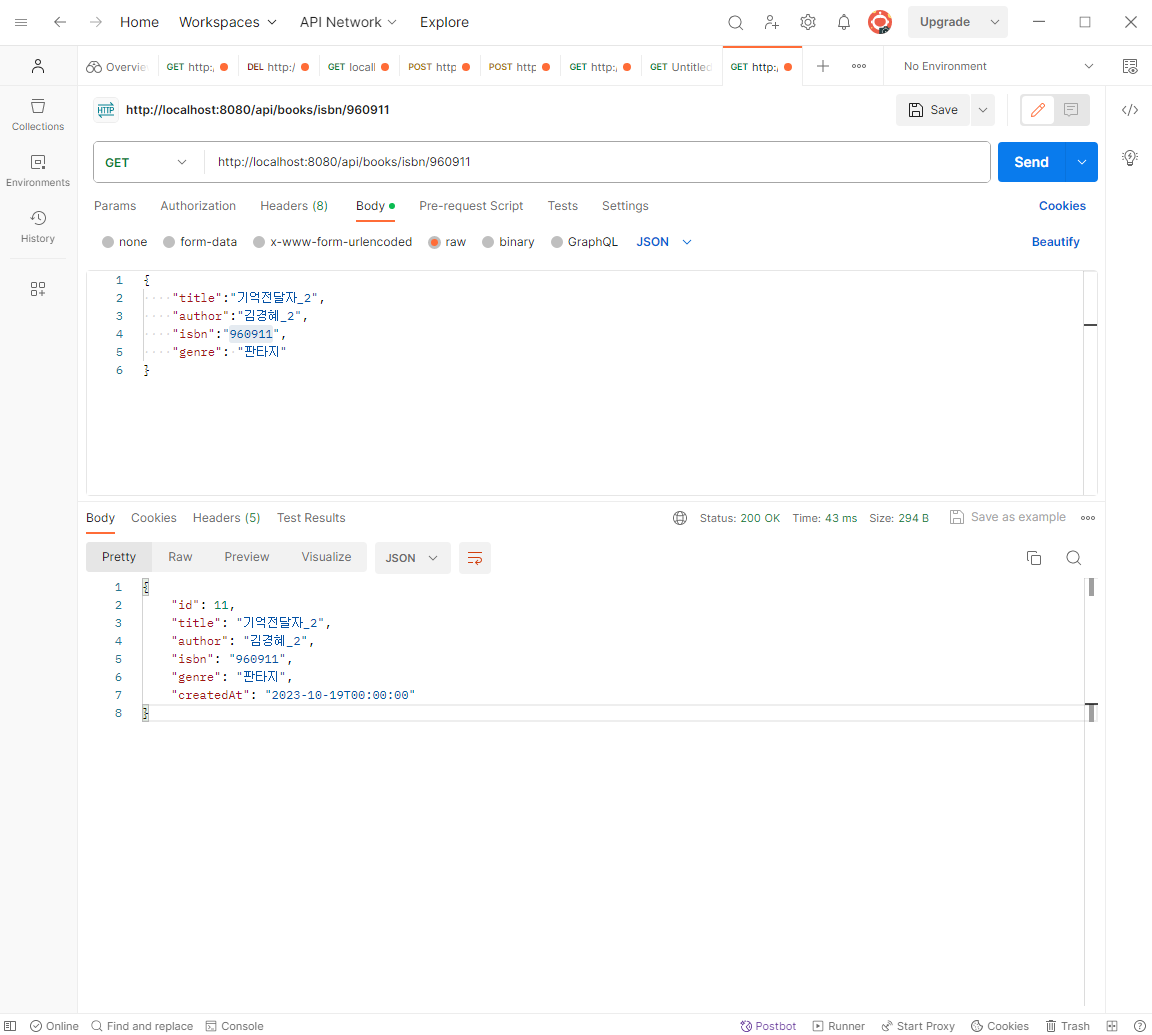 Home Workspaces API Network Explore Upgrade
Overvie GET http:/ DEL http:/ GET locall POST http POST http GET http:/ GET Untitled GET http:/ No Environment
HTTP http://localhost:8080/api/books/isbn/960911 Save
GET http://localhost:8080/api/books/isbn/960911 Send
Params Authorization Headers (8) Body Pre-request Script Tests Settings Cookies
none form-data x-www-form-urlencoded raw binary GraphQL JSON Beautify
Collections
Environments
History
1 {
2 "title":"기억전달자_2",
3 "author":"김경혜_2",
4 "isbn":"960911",
5 "genre": "판타지"
6 }
Body Cookies Headers (5) Test Results Status: 200 OK Time: 43 ms Size: 294 B Save as example
Pretty Raw Preview Visualize JSON
1 {
2 "id": 11,
3 "title": "기억전달자_2",
4 "author": "김경혜_2",
5 "isbn": "960911",
6 "genre": "판타지",
7 "createdAt": "2023-10-19T00:00:00"
8 }
Online Find and replace Console Postbot Runner Start Proxy Cookies Trash